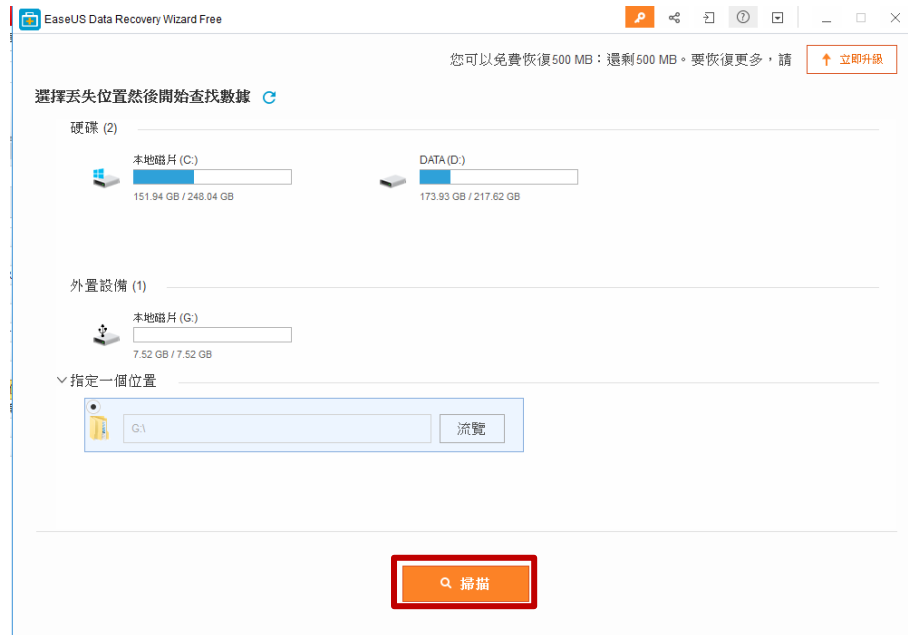 EaseUS Data Recovery Wizard Free
您可以免費恢復500 MB：還剩500 MB。要恢復更多，請
立即升級
選擇丟失位置然後開始查找數據
硬碟 (2)
本地磁片 (C:)
151.94 GB / 248.04 GB
DATA (D:)
173.93 GB / 217.62 GB
外置設備 (1)
本地磁片 (G:)
7.52 GB / 7.52 GB
指定一個位置
G:\
流覽
掃描